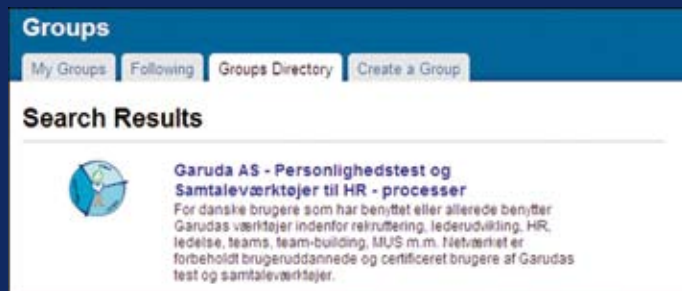 Groups
My Groups Following Groups Directory Create a Group
Search Results
Garuda AS - Personlighedstest og
Samtaleværktøjer til HR - processer
For danske brugere som har benyttet eller allerede benytter
Garudas værktøjer indenfor rekruttering, lederudvikling, HR,
ledelse, teams, team-building, MUS m.m. Netværket er
forbeholdt brugeruddannede og certificeret brugere af Garudas
test og samtaleværktøjer.